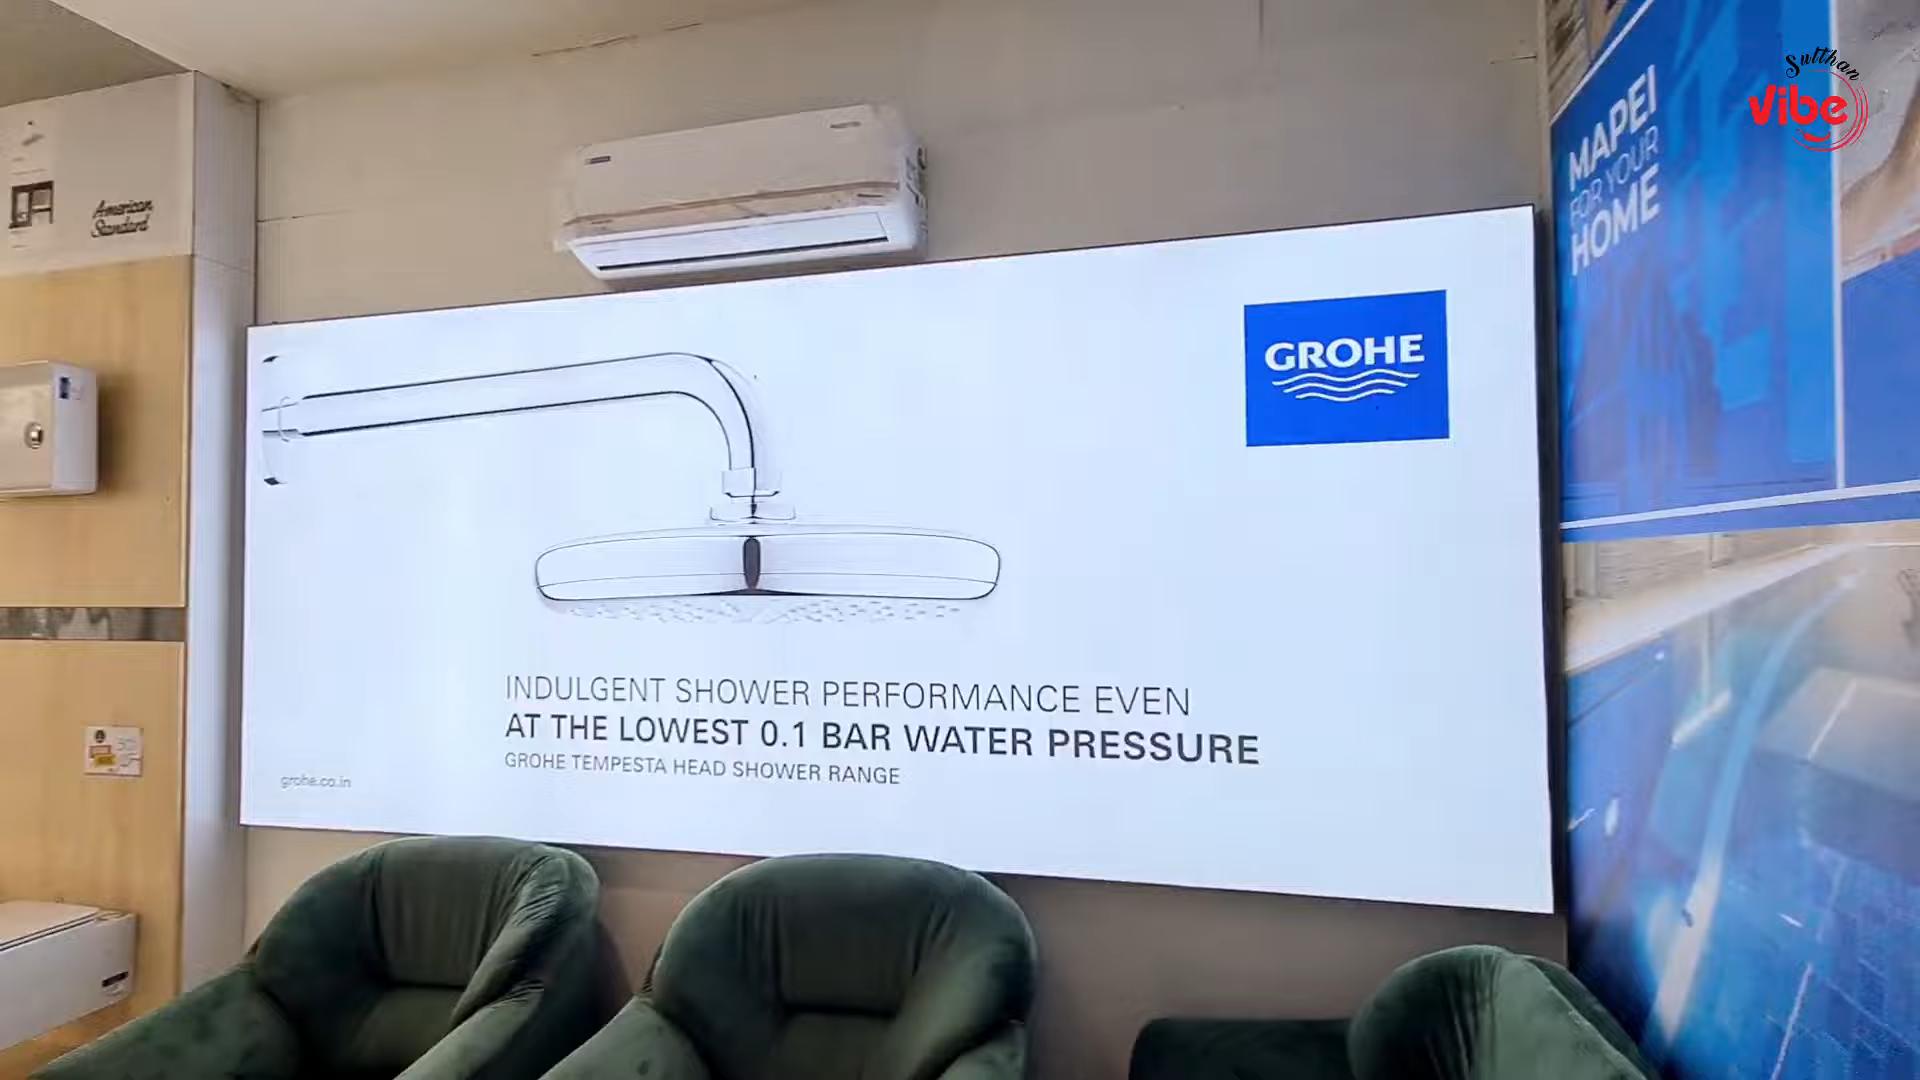 Sutthan
Vibe
American
Standard
MAPEI
FOR YOUR
HOME
GROHE
INDULGENT SHOWER PERFORMANCE EVEN
AT THE LOWEST 0.1 BAR WATER PRESSURE
GROHE TEMPESTA HEAD SHOWER RANGE
grohe.co.in